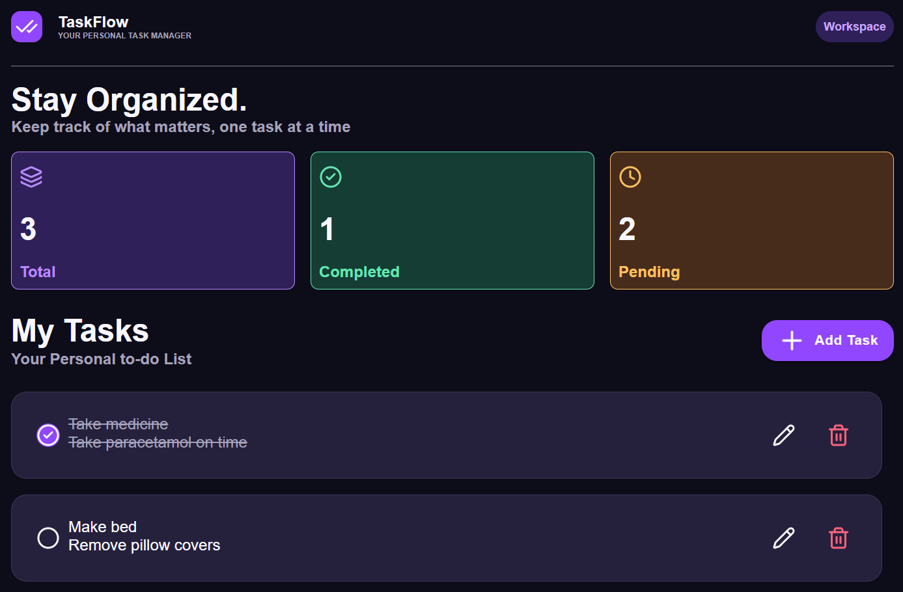 TaskFlow
YOUR PERSONAL TASK MANAGER
Workspace
Stay Organized.
Keep track of what matters, one task at a time
3
Total
1
Completed
2
Pending
My Tasks
Your Personal to-do List
Add Task
Take medicine
Take paracetamol on time
Make bed
Remove pillow covers